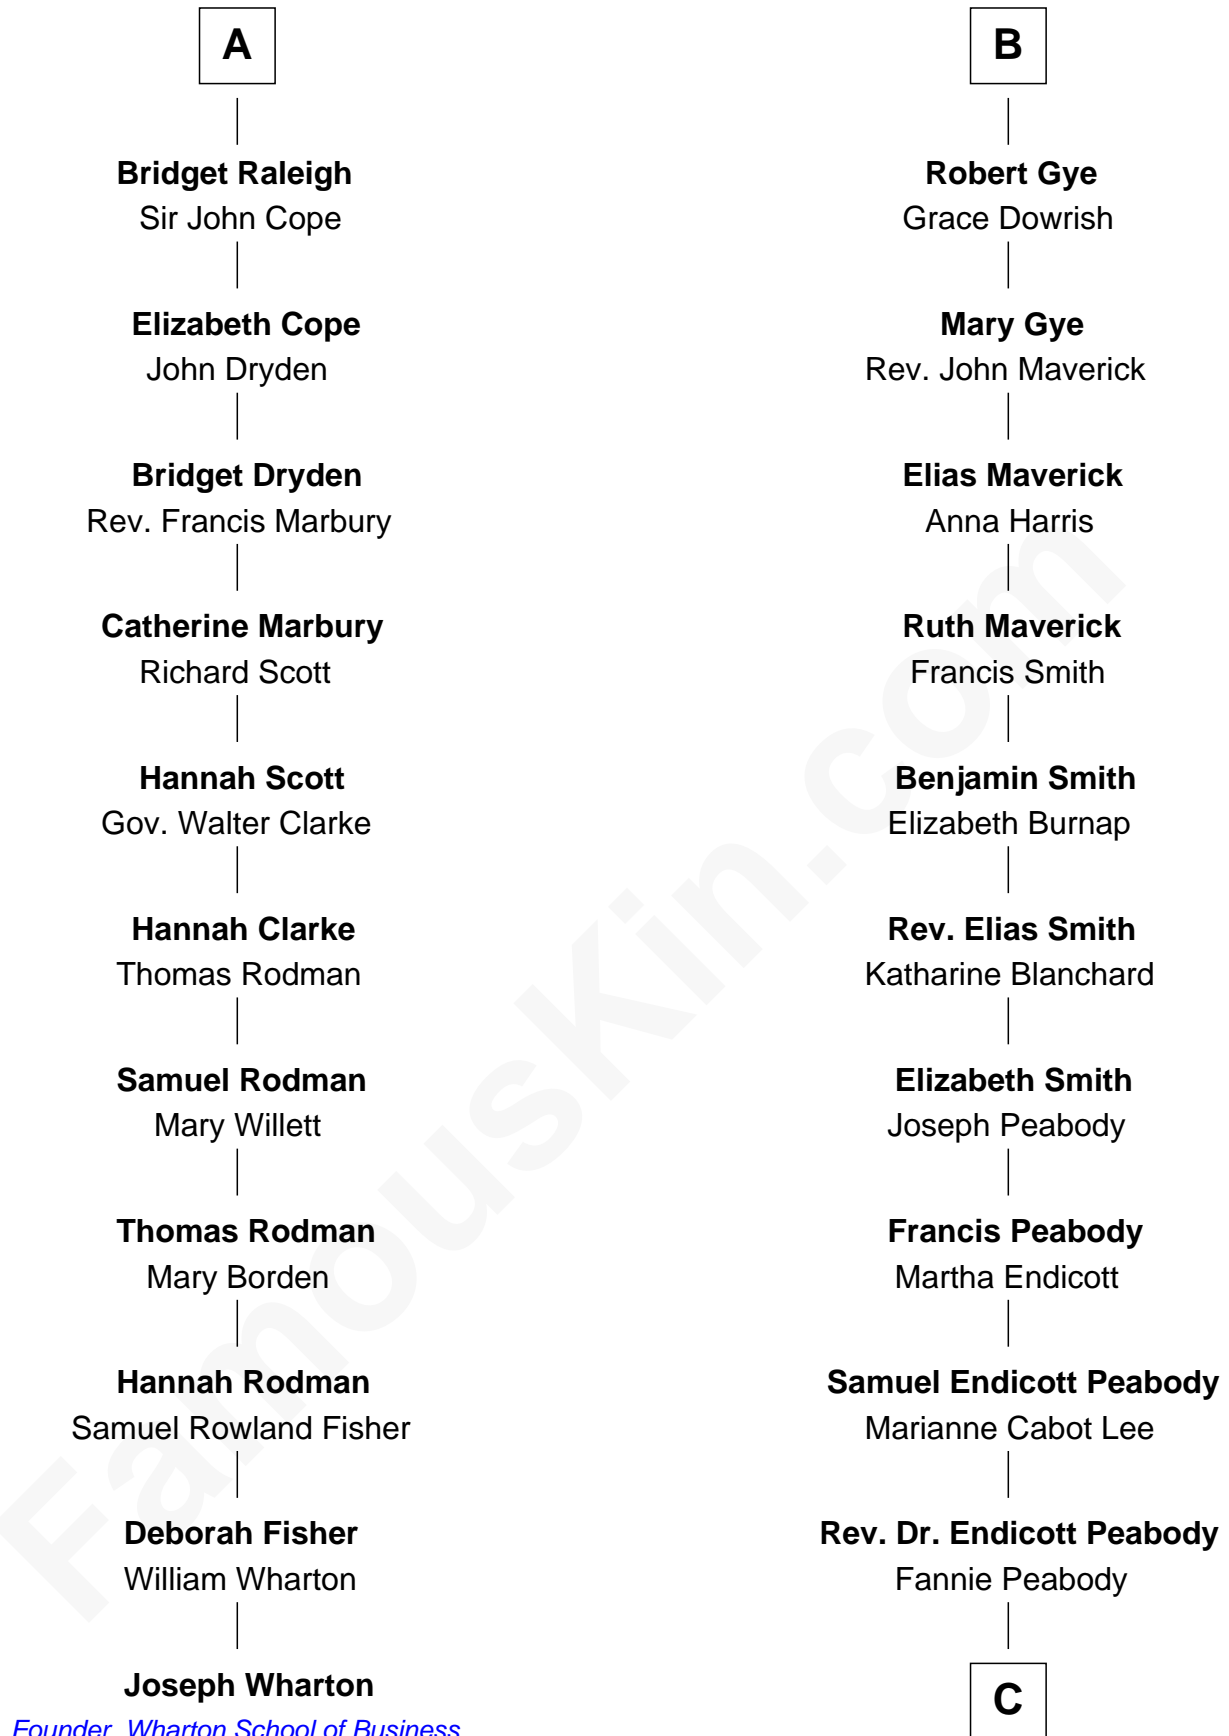 A
Bridget Raleigh
Sir John Cope
Elizabeth Cope
John Dryden
Bridget Dryden
Rev. Francis Marbury
Catherine Marbury
Richard Scott
Hannah Scott
Gov. Walter Clarke
Hannah Clarke
Thomas Rodman
Samuel Rodman
Mary Willett
Thomas Rodman
Mary Borden
Hannah Rodman
Samuel Rowland Fisher
Deborah Fisher
William Wharton
Joseph Wharton
Founder, Wharton School of Business
B
Robert Gye
Grace Dowrish
Mary Gye
Rev. John Maverick
Elias Maverick
Anna Harris
Ruth Maverick
Francis Smith
Benjamin Smith
Elizabeth Burnap
Rev. Elias Smith
Katharine Blanchard
Elizabeth Smith
Joseph Peabody
Francis Peabody
Martha Endicott
Samuel Endicott Peabody
Marianne Cabot Lee
Rev. Dr. Endicott Peabody
Fannie Peabody
C
FamousKin.com